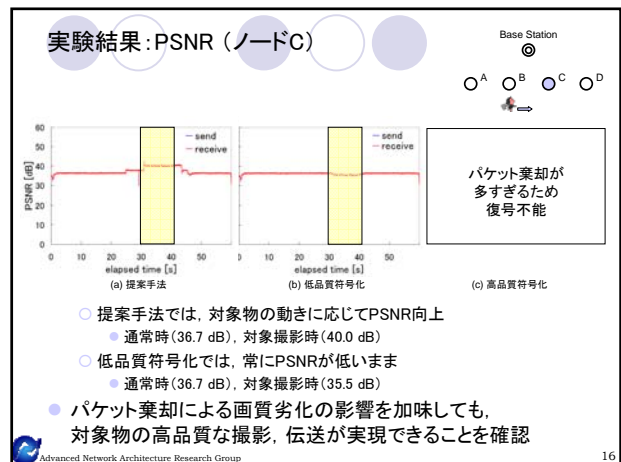 実験結果:PSNR (ノードC)
Base Station
A B C D
60
50
40
30
20
10
0
PSNR [dB]
send
receive
0 10 20 30 40 50
elapsed time [s]
(a) 提案手法
send
receive
0 10 20 30 40 50
elapsed time [s]
(b) 低品質符号化
パケット棄却が
多すぎるため
復号不能
(c) 高品質符号化
提案手法では, 対象物の動きに応じてPSNR向上
通常時(36.7 dB), 対象撮影時(40.0 dB)
低品質符号化では, 常にPSNRが低いまま
通常時(36.7 dB), 対象撮影時(35.5 dB)
パケット棄却による画質劣化の影響を加味しても,
対象物の高品質な撮影, 伝送が実現できることを確認
Advanced Network Architecture Research Group
16